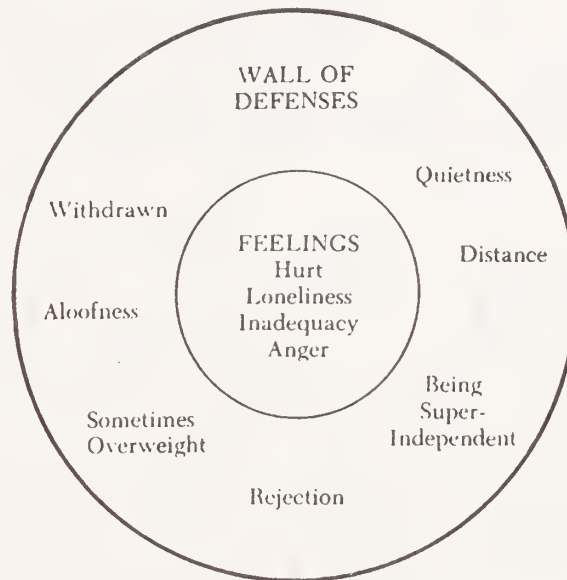 WALL OF
DEFENSES
Quietness
Withdrawn
Distance
Aloofness
FEELINGS
Hurt
Loneliness
Inadequacy
Anger
Being
Super-
Independent
Sometimes
Overweight
Rejection